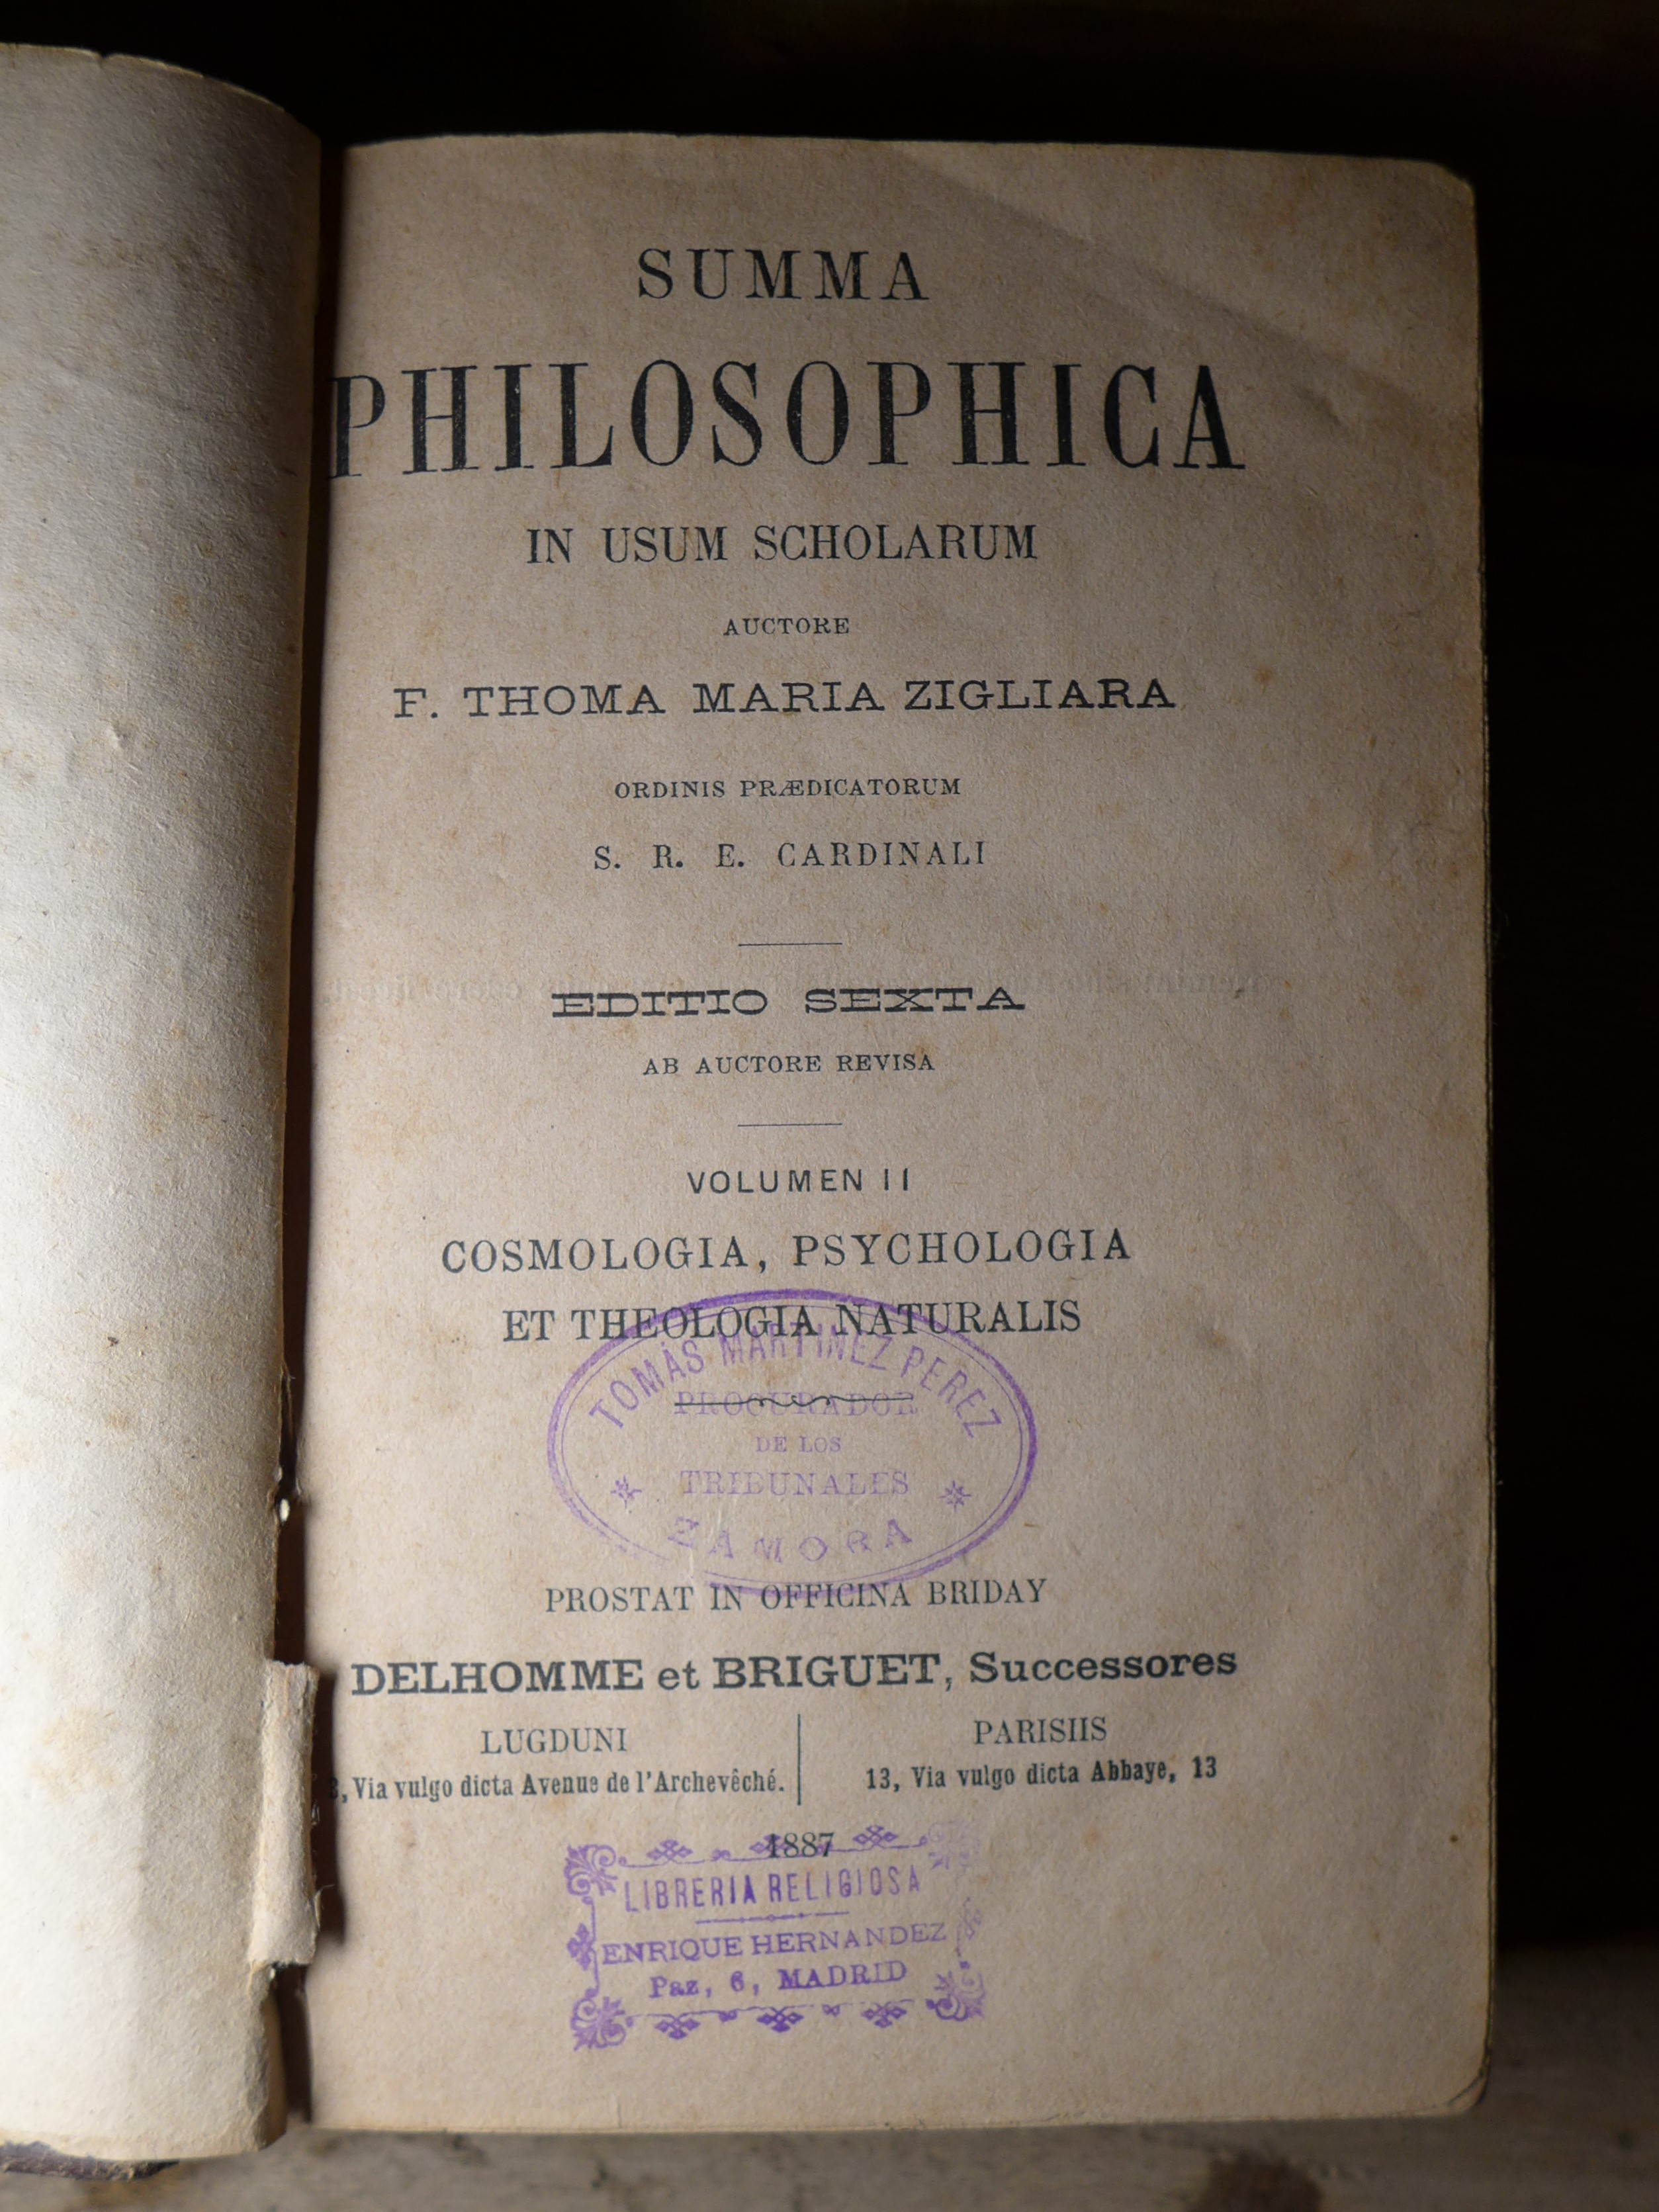 SUMMA
PHILOSOPHICA
IN USUM SCHOLARUM
AUCTORE
F. THOMA MARIA ZIGLIARA
ORDINIS PRÆDICATORUM
S. R. E. CARDINALI
EDITIO SEXTA
AB AUCTORE REVISA
VOLUMEN II
COSMOLOGIA, PSYCHOLOGIA
ET THEOLOGIA NATURALIS
TOMÁS MARTINEZ PEREZ
PROCURADOR
DE LOS
TRIBUNALES
ZAMORA
PROSTAT IN OFFICINA BRIDAY
DELHOMME et BRIGUET, Successores
LUGDUNI
, Via vulgo dicta Avenue de l'Archevêché.
PARISIIS
13, Via vulgo dicta Abbaye, 13
1887
LIBRERIA RELIGIOSA
ENRIQUE HERNANDEZ
Paz, 6, MADRID